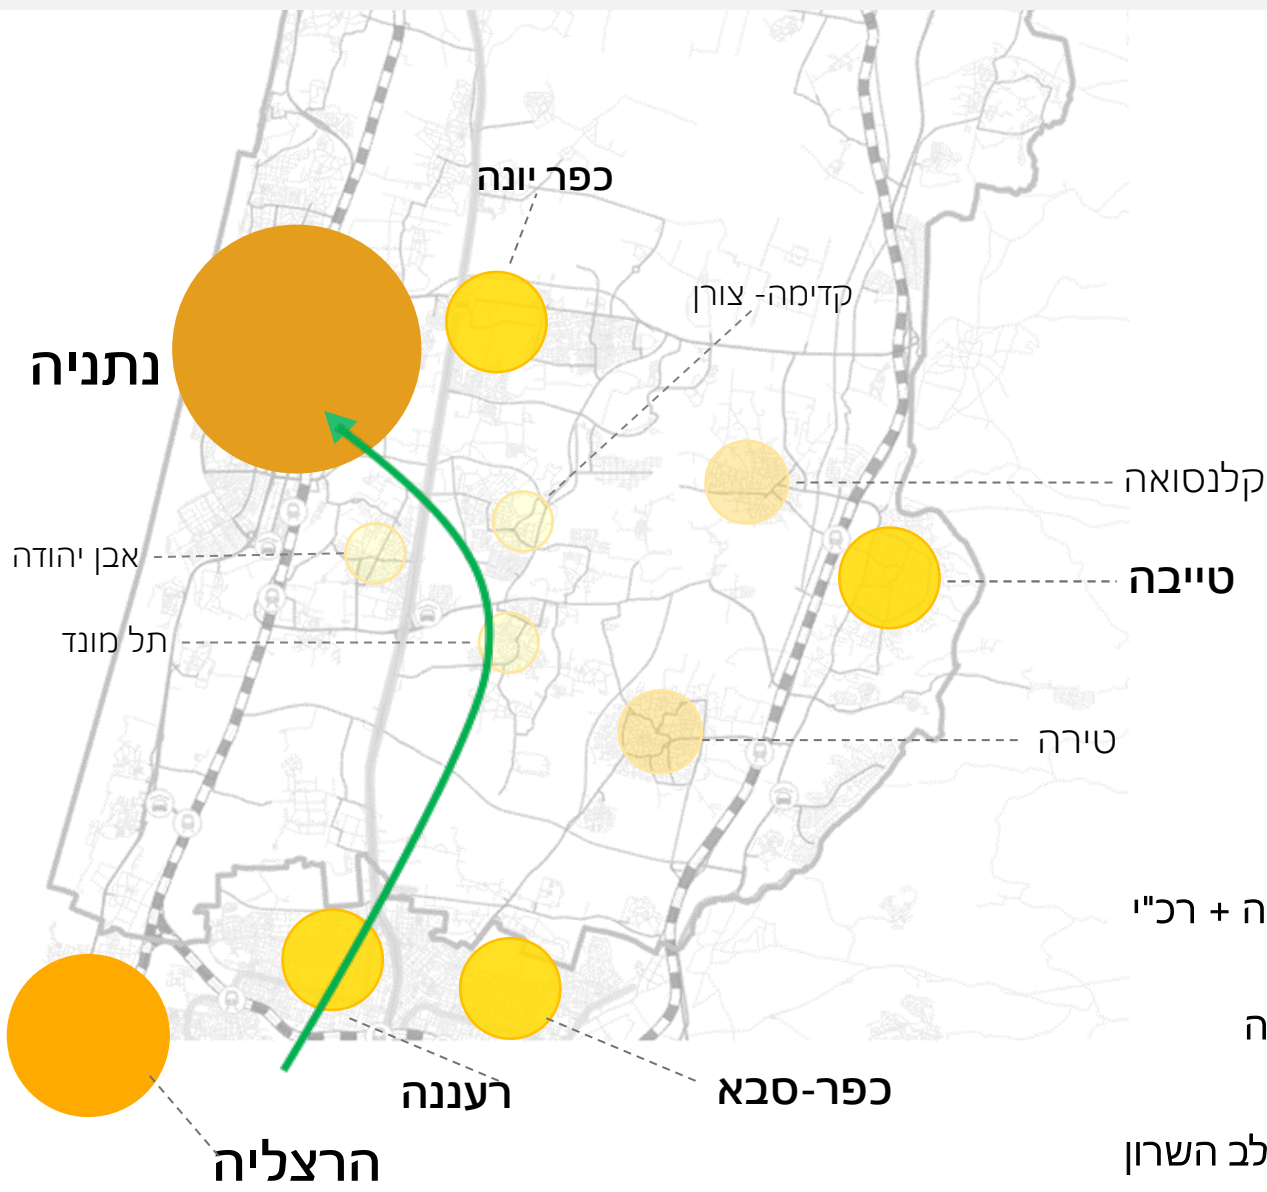 כפר יונה
קדימה- צורן
נתניה
קלנסואה
אבן יהודה
טייבה
תל מונד
טירה
ה + רכ"י
ה
רעננה
כפר-סבא
לב השרון
הרצליה